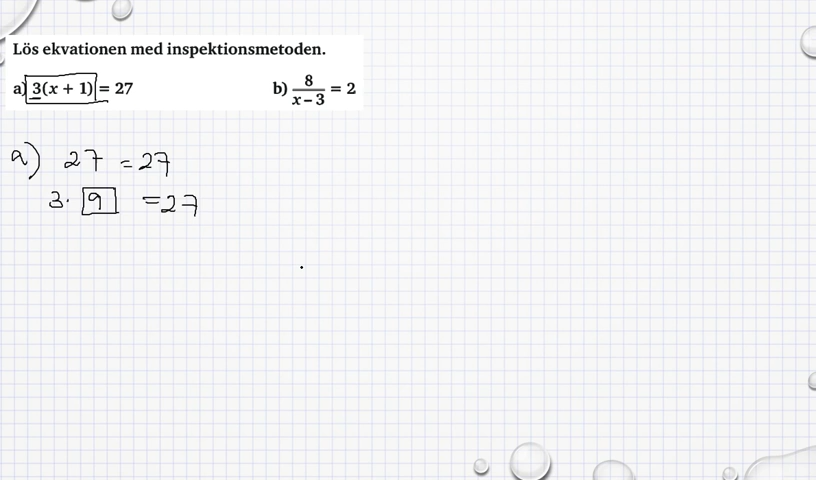 Lös ekvationen med inspektionsmetoden.
a) 3(x + 1) = 27
b) 8/(x − 3) = 2
a) 27 = 27
3 · 9 = 27